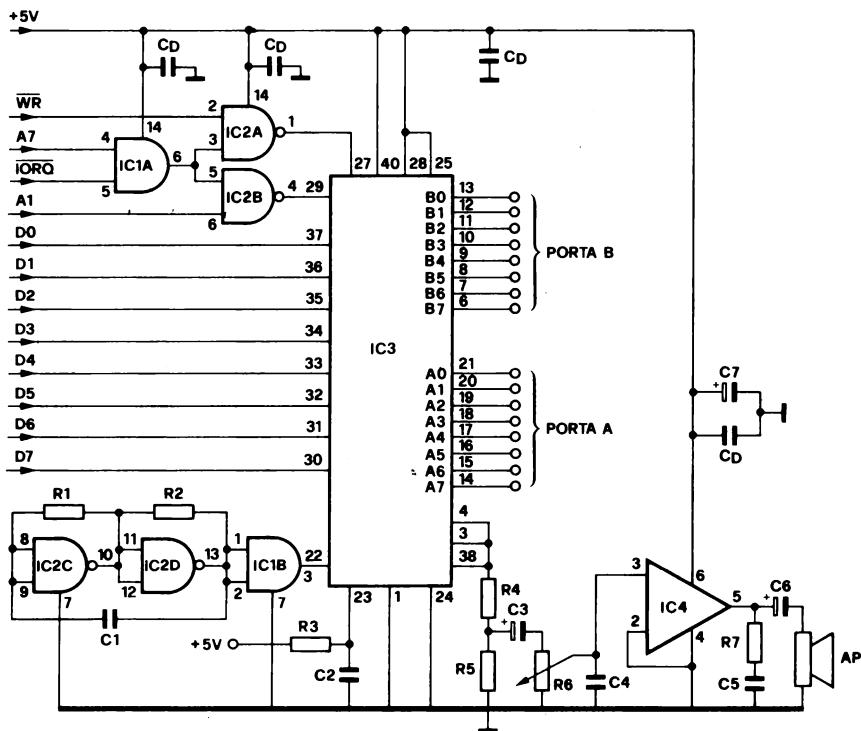 +5V
CD
CD
CD
WR
14
14
2
1
A7
4
3
IC2A
IORQ
IC1A
6
5
5
IC2B
4
29
27
40
28
25
A1
6
D0
37
D1
36
D2
35
D3
34
D4
33
D5
32
D6
31
D7
30
IC3
B0
13
B1
12
B2
11
B3
10
B4
9
B5
8
B6
7
B7
6
PORTA B
A0
21
A1
20
A2
19
A3
18
A4
17
A5
16
A6
15
A7
14
PORTA A
C7
+
CD
R1
R2
8
9
IC2C
10
11
12
IC2D
13
1
2
IC1B
22
3
7
7
C1
4
3
38
23
1
24
+5V
R3
C2
R4
C3
+
R5
R6
C4
3
2
IC4
6
5
4
C6
+
R7
C5
AP